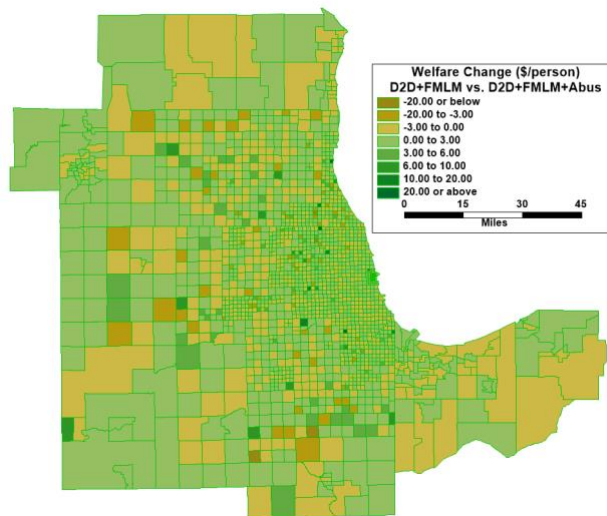 Welfare Change ($/person)
D2D+FMLM vs. D2D+FMLM+Abus
-20.00 or below
-20.00 to -3.00
-3.00 to 0.00
0.00 to 3.00
3.00 to 6.00
6.00 to 10.00
10.00 to 20.00
20.00 or above
0 15 30 45
Miles